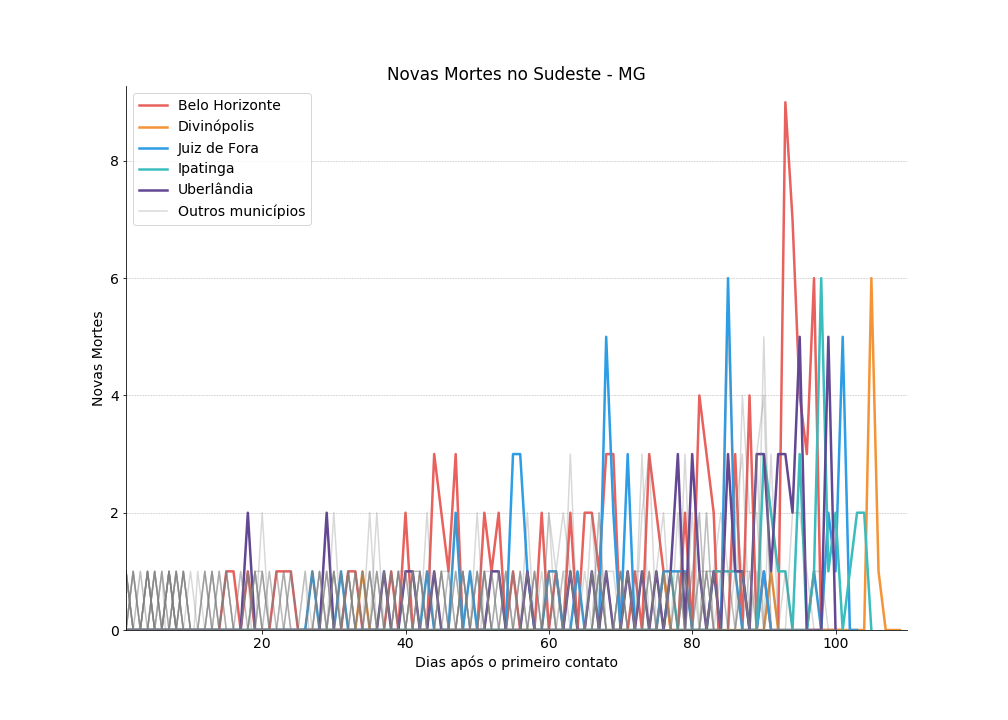 Novas Mortes no Sudeste - MG
Belo Horizonte
Divinópolis
Juiz de Fora
Ipatinga
Uberlândia
Outros municípios
Novas Mortes
8
6
4
2
0
20
40
60
80
100
Dias após o primeiro contato